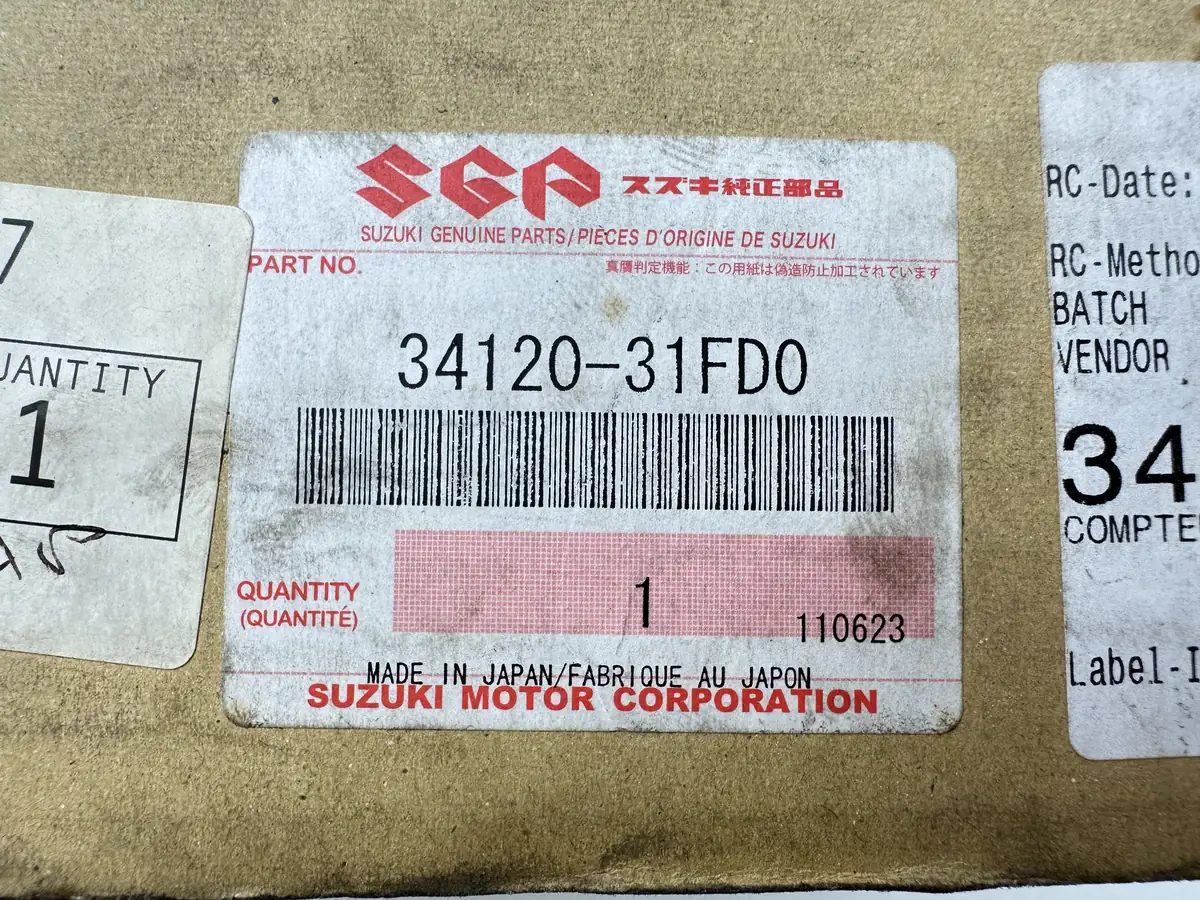 7
QUANTITY
1
SGP スズキ純正部品
SUZUKI GENUINE PARTS/PIÈCES D'ORIGINE DE SUZUKI
PART NO.
真贋判定機能:この用紙は偽造防止加工されています
34120-31FD0
QUANTITY
(QUANTITÉ)
1
110623
MADE IN JAPAN/FABRIQUE AU JAPON
SUZUKI MOTOR CORPORATION
RC-Date:
RC-Metho
BATCH
VENDOR
34
COMPTE
Label-I